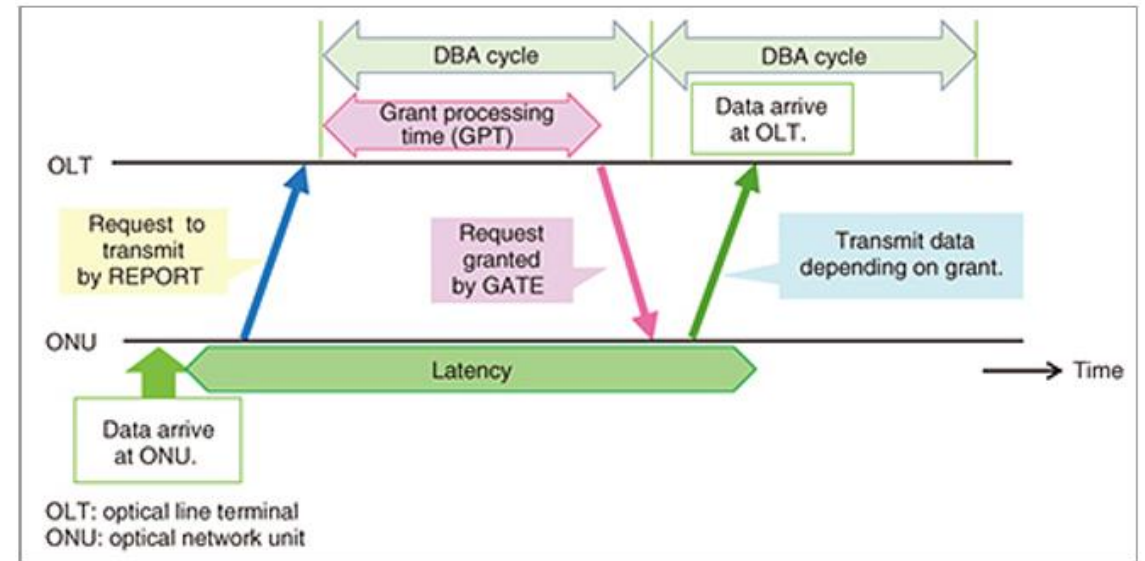 DBA cycle
DBA cycle
Grant processing
time (GPT)
Data arrive
at OLT.
OLT
Request to
transmit
by REPORT
Request
granted
by GATE
Transmit data
depending on grant.
ONU
Latency
Time
Data arrive
at ONU.
OLT: optical line terminal
ONU: optical network unit